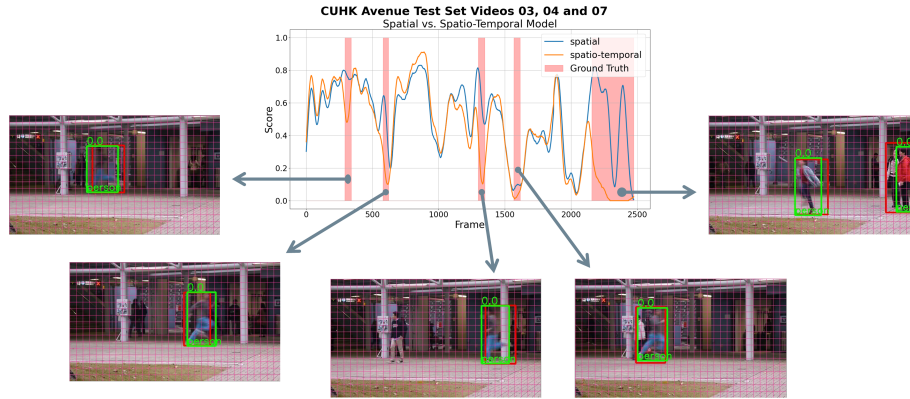 CUHK Avenue Test Set Videos 03, 04 and 07
Spatial vs. Spatio-Temporal Model
1.0
0.8
0.6
0.4
0.2
0.0
Score
spatial
spatio-temporal
Ground Truth
0 500 1000 1500 2000 2500
Frame
0.0
person
0.0
0.0
person
0.0
person
0.0
person